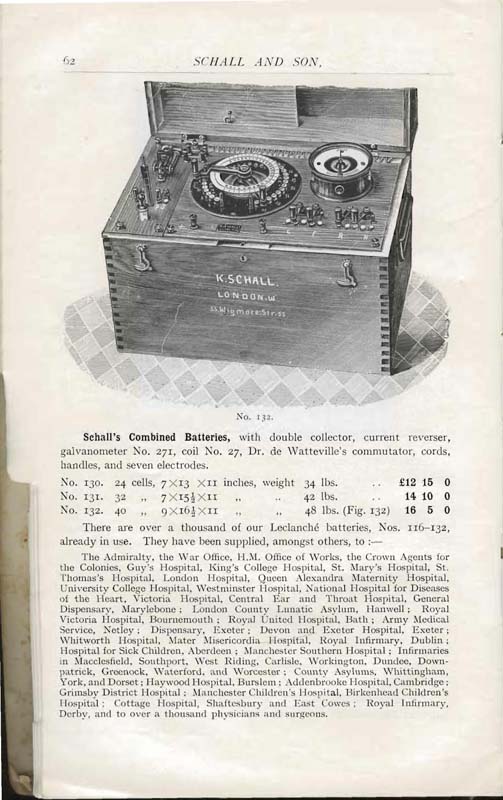 62
SCHALL AND SON,
K. SCHALL.
LONDON.W
55.Wigmore.Str.55
No. 132.
Schall's Combined Batteries, with double collector, current reverser,
galvanometer No. 271, coil No. 27, Dr. de Watteville's commutator, cords,
handles, and seven electrodes.
No. 130. 24 cells, 7×13 ×11 inches, weight 34 lbs. .. £12 15 0
No. 131. 32 ,, 7×15½×11 ,, .. 42 lbs. .. 14 10 0
No. 132. 40 ,, 9×16½×11 ,, ,, 48 lbs. (Fig. 132) 16 5 0
There are over a thousand of our Leclanché batteries, Nos. 116-132,
already in use. They have been supplied, amongst others, to :—
The Admiralty, the War Office, H.M. Office of Works, the Crown Agents for
the Colonies, Guy's Hospital, King's College Hospital, St. Mary's Hospital, St.
Thomas's Hospital, London Hospital, Queen Alexandra Maternity Hospital,
University College Hospital, Westminster Hospital, National Hospital for Diseases
of the Heart, Victoria Hospital, Central Ear and Throat Hospital, General
Dispensary, Marylebone ; London County Lunatic Asylum, Hanwell ; Royal
Victoria Hospital, Bournemouth ; Royal United Hospital, Bath ; Army Medical
Service, Netley ; Dispensary, Exeter ; Devon and Exeter Hospital, Exeter ;
Whitworth Hospital, Mater Misericordia Hospital, Royal Infirmary, Dublin ;
Hospital for Sick Children, Aberdeen ; Manchester Southern Hospital ; Infirmaries
in Macclesfield, Southport, West Riding, Carlisle, Workington, Dundee, Down-
patrick, Greenock, Waterford, and Worcester ; County Asylums, Whittingham,
York, and Dorset ; Haywood Hospital, Burslem ; Addenbrooke Hospital, Cambridge ;
Grimsby District Hospital ; Manchester Children's Hospital, Birkenhead Children's
Hospital ; Cottage Hospital, Shaftesbury and East Cowes ; Royal Infirmary,
Derby, and to over a thousand physicians and surgeons.